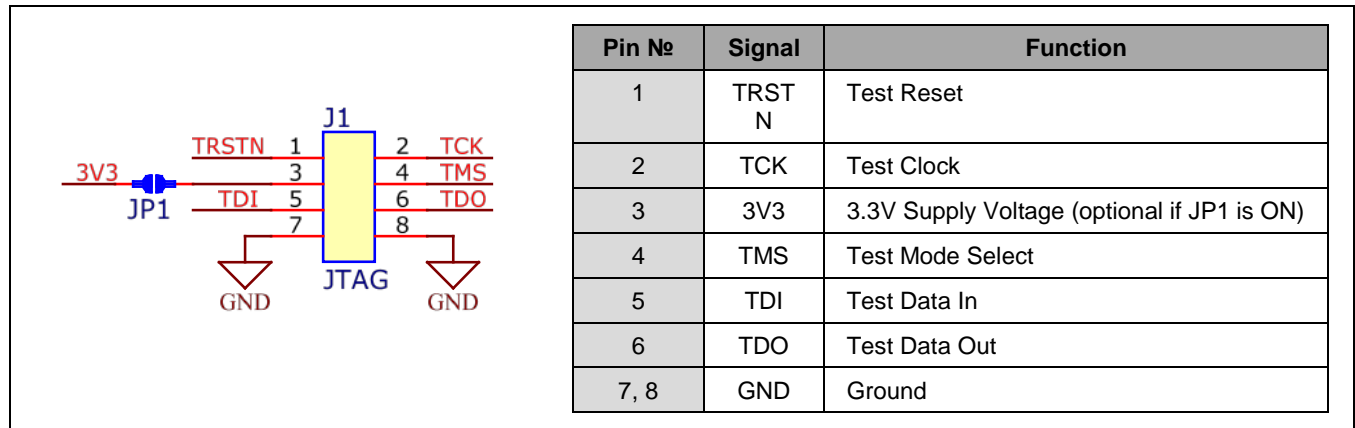 J1
TRSTN 1 2 TCK
3V3 3 4 TMS
JP1 TDI 5 6 TDO
7 8
JTAG
GND GND
Pin № Signal Function
1 TRST
N Test Reset
2 TCK Test Clock
3 3V3 3.3V Supply Voltage (optional if JP1 is ON)
4 TMS Test Mode Select
5 TDI Test Data In
6 TDO Test Data Out
7, 8 GND Ground